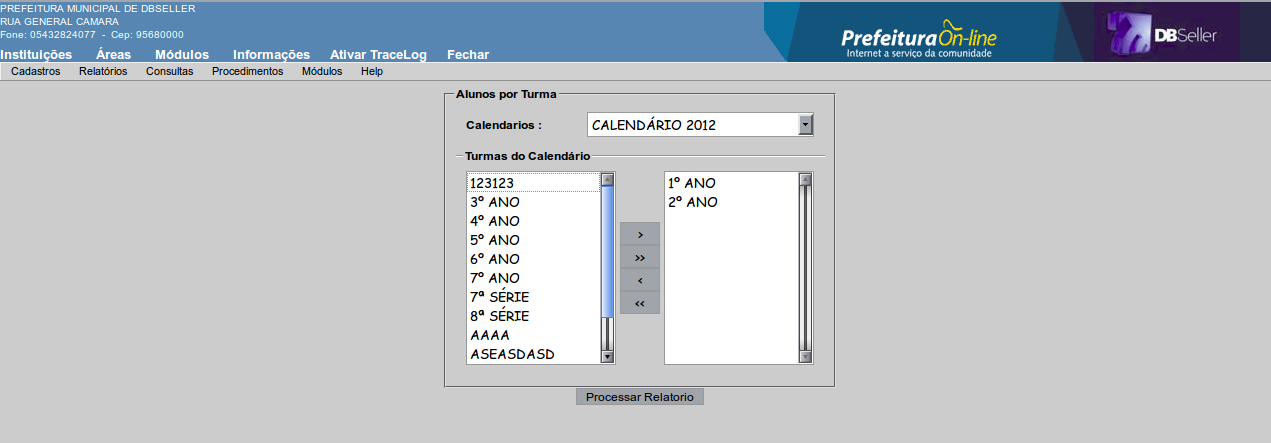 PREFEITURA MUNICIPAL DE DBSELLER
RUA GENERAL CAMARA
Fone: 05432824077 - Cep: 95680000
PrefeituraOn-line
Internet a serviço da comunidade
DBSeller
Instituições Áreas Módulos Informações Ativar TraceLog Fechar
Cadastros Relatórios Consultas Procedimentos Módulos Help
Alunos por Turma
Calendarios : CALENDÁRIO 2012
Turmas do Calendário
123123
3º ANO
4º ANO
5º ANO
6º ANO
7º ANO
7ª SÉRIE
8ª SÉRIE
AAAA
ASEASDASD
>
>>
<
<<
1º ANO
2º ANO
Processar Relatorio